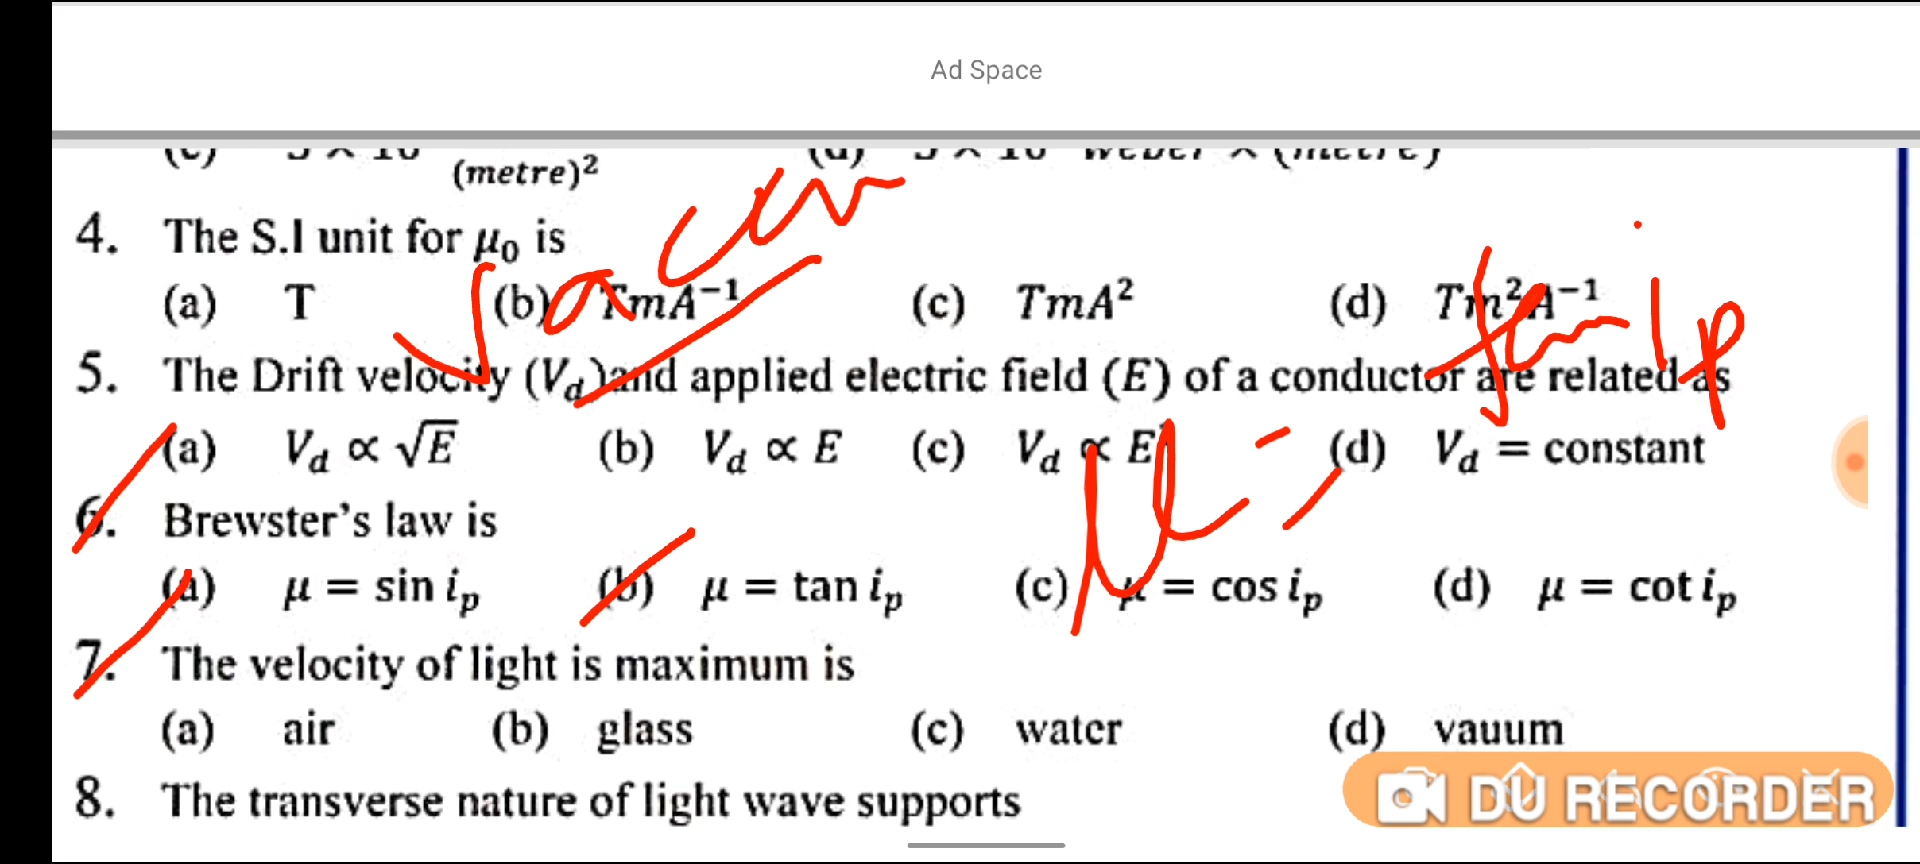 Ad Space
(metre)²
4. The S.I unit for μ₀ is
(a) T (b) TmA⁻¹ (c) TmA² (d) Tm²A⁻¹
5. The Drift velocity (V_d) and applied electric field (E) of a conductor are related as
(a) V_d ∝ √E (b) V_d ∝ E (c) V_d ∝ E (d) V_d = constant
6. Brewster's law is
(a) μ = sin i_p (b) μ = tan i_p (c) μ = cos i_p (d) μ = cot i_p
7. The velocity of light is maximum is
(a) air (b) glass (c) water (d) vauum
8. The transverse nature of light wave supports
DU RECORDER